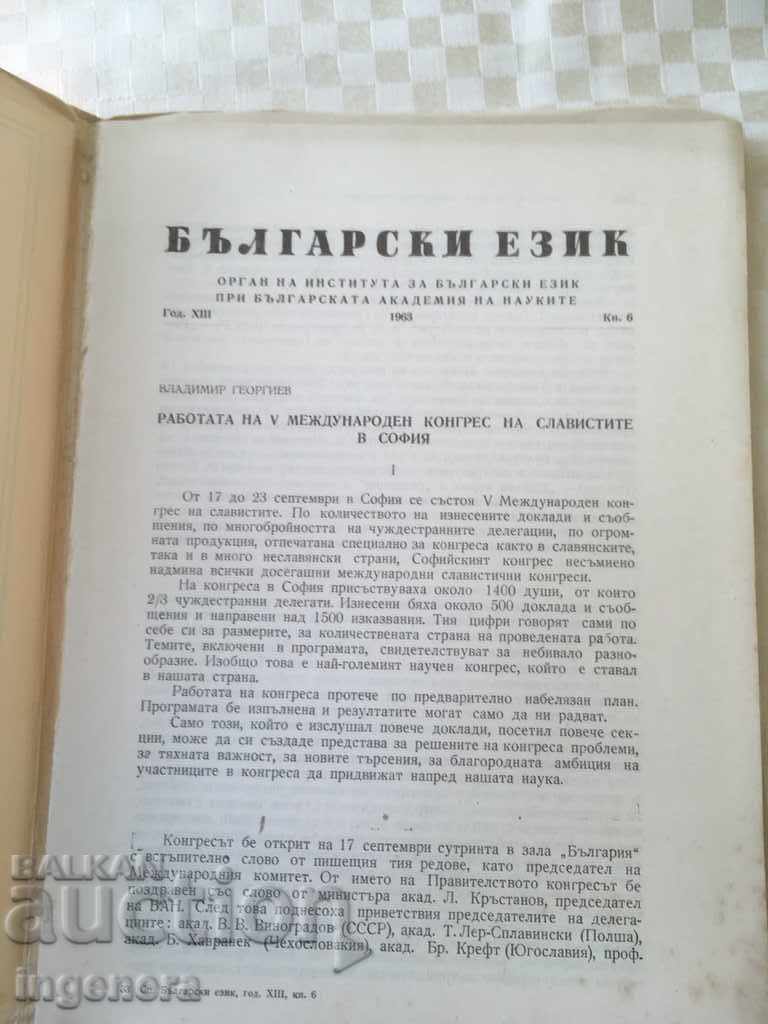 БЪЛГАРСКИ ЕЗИК
ОРГАН НА ИНСТИТУТА ЗА БЪЛГАРСКИ ЕЗИК
ПРИ БЪЛГАРСКАТА АКАДЕМИЯ НА НАУКИТЕ
Год. XIII 1963 Кн. 6
ВЛАДИМИР ГЕОРГИЕВ
РАБОТАТА НА V МЕЖДУНАРОДЕН КОНГРЕС НА СЛАВИСТИТЕ
В СОФИЯ
I
От 17 до 23 септември в София се състоя V Международен кон-
грес на славистите. По количеството на изнесените доклади и съоб-
щения, по многобройността на чуждестранните делегации, по огром-
ната продукция, отпечатана специално за конгреса както в славянските,
така и в много неславянски страни, Софийският конгрес несъмнено
надмина всички досегашни международни славистични конгреси.
На конгреса в София присъствуваха около 1400 души, от които
2/3 чуждестранни делегати. Изнесени бяха около 500 доклада и съоб-
щения и направени над 1500 изказвания. Тия цифри говорят сами по
себе си за размерите, за количествената страна на проведената работа.
Темите, включени в програмата, свидетелствуват за небивало разно-
образие. Изобщо това е най-големият научен конгрес, който е ставал
в нашата страна.
Работата на конгреса протече по предварително набелязан план.
Програмата бе изпълнена и резултатите могат само да ни радват.
Само този, който е изслушал повече доклади, посетил повече сек-
ции, може да си създаде представа за решените на конгреса проблеми,
за тяхната важност, за новите търсения, за благородната амбиция на
участниците в конгреса да придвижат напред нашата наука.
Конгресът бе открит на 17 септември сутринта в зала „България“
с встъпително слово от пишещия тия редове, като председател на
Международния комитет. От името на Правителството конгресът бе
поздравен със слово от министъра акад. Л. Кръстанов, председател
на БАН. След това поднесоха приветствия председателите на делега-
циите: акад. В. В. Виноградов (СССР), акад. Т. Лер-Сплавински (Полша),
акад. Б. Хавранек (Чехословакия), акад. Бр. Крефт (Югославия), проф.
33 Сп. Български език, год. XIII, кн. 6
BALKAN
auction
ingenora